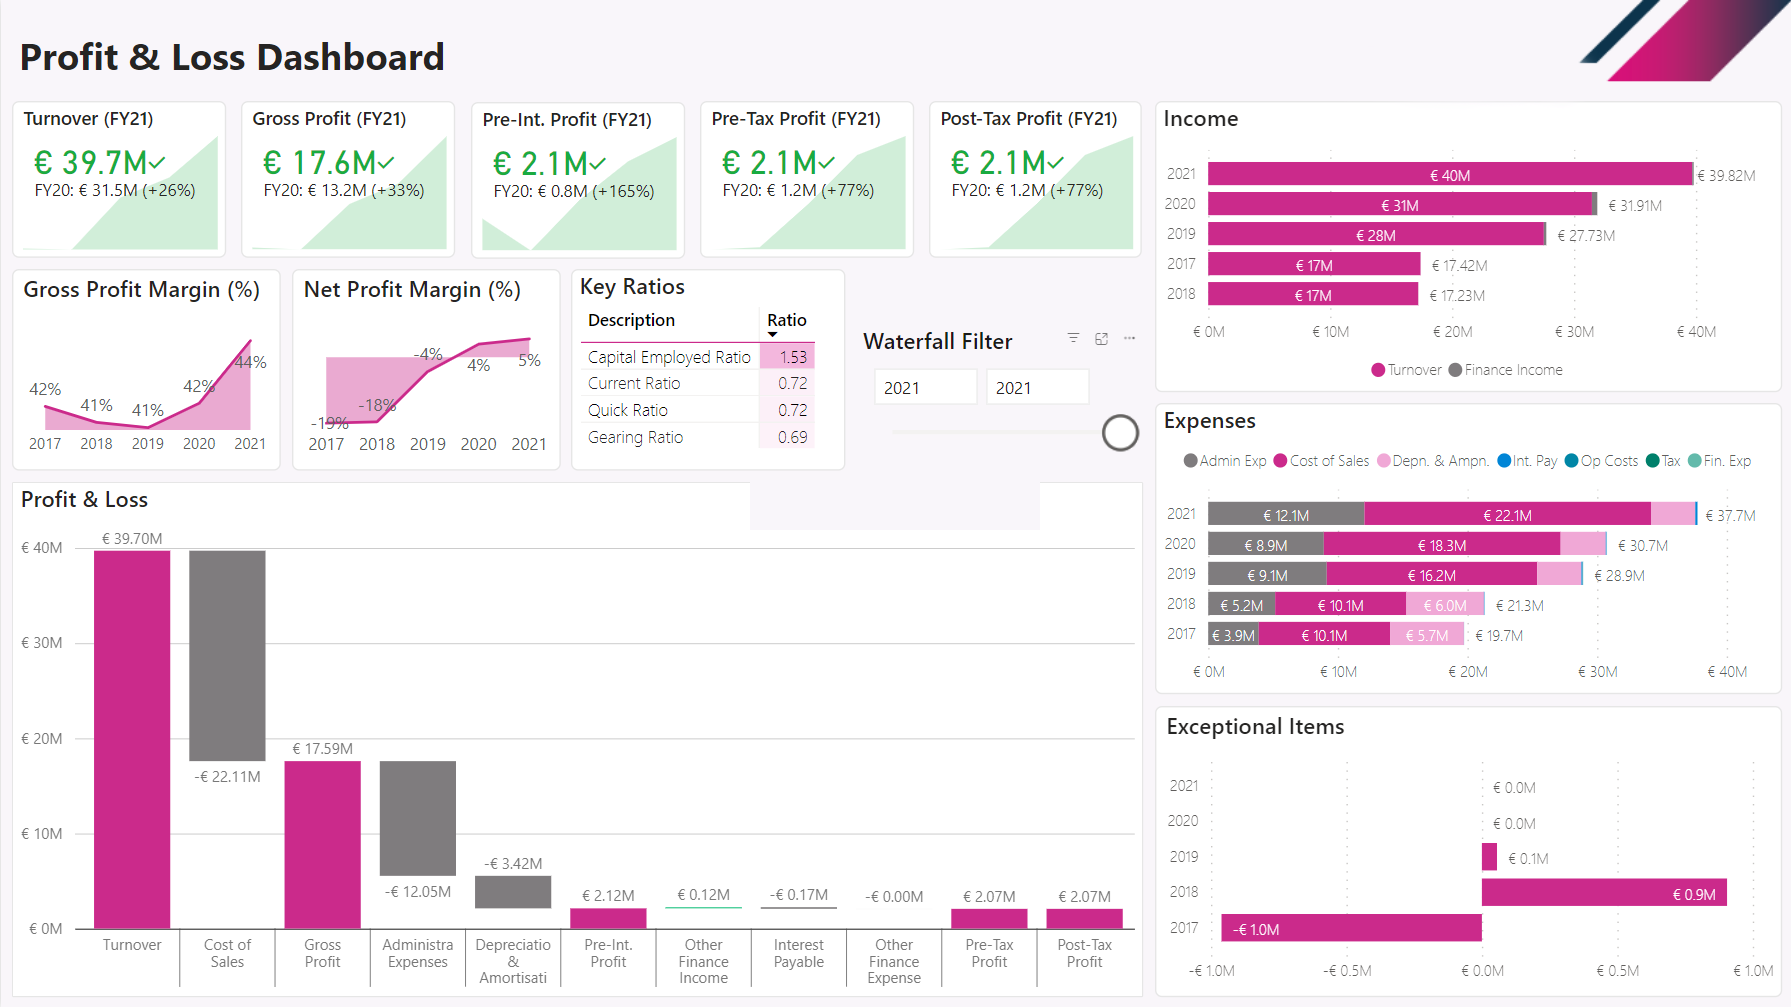 Profit & Loss Dashboard
Turnover (FY21)
€ 39.7M
FY20: € 31.5M (+26%)
Gross Profit (FY21)
€ 17.6M
FY20: € 13.2M (+33%)
Pre-Int. Profit (FY21)
€ 2.1M
FY20: € 0.8M (+165%)
Pre-Tax Profit (FY21)
€ 2.1M
FY20: € 1.2M (+77%)
Post-Tax Profit (FY21)
€ 2.1M
FY20: € 1.2M (+77%)
Gross Profit Margin (%)
42% 41% 41% 42% 44%
2017 2018 2019 2020 2021
Net Profit Margin (%)
-19% -18% -4% 4% 5%
2017 2018 2019 2020 2021
Key Ratios
Description Ratio
Capital Employed Ratio 1.53
Current Ratio 0.72
Quick Ratio 0.72
Gearing Ratio 0.69
Waterfall Filter
2021 2021
Profit & Loss
€ 40M
€ 30M
€ 20M
€ 10M
€ 0M
€ 39.70M
-€ 22.11M
€ 17.59M
-€ 12.05M
-€ 3.42M
€ 2.12M
€ 0.12M
-€ 0.17M
-€ 0.00M
€ 2.07M
€ 2.07M
Turnover
Cost of
Sales
Gross
Profit
Administra
Expenses
Depreciatio
&
Amortisati
Pre-Int.
Profit
Other
Finance
Income
Interest
Payable
Other
Finance
Expense
Pre-Tax
Profit
Post-Tax
Profit
Income
2021 € 40M € 39.82M
2020 € 31M € 31.91M
2019 € 28M € 27.73M
2017 € 17M € 17.42M
2018 € 17M € 17.23M
€ 0M € 10M € 20M € 30M € 40M
Turnover Finance Income
Expenses
Admin Exp Cost of Sales Depn. & Ampn. Int. Pay Op Costs Tax Fin. Exp
2021 € 12.1M € 22.1M € 37.7M
2020 € 8.9M € 18.3M € 30.7M
2019 € 9.1M € 16.2M € 28.9M
2018 € 5.2M € 10.1M € 6.0M € 21.3M
2017 € 3.9M € 10.1M € 5.7M € 19.7M
€ 0M € 10M € 20M € 30M € 40M
Exceptional Items
2021 € 0.0M
2020 € 0.0M
2019 € 0.1M
2018 € 0.9M
2017 -€ 1.0M
-€ 1.0M -€ 0.5M € 0.0M € 0.5M € 1.0M